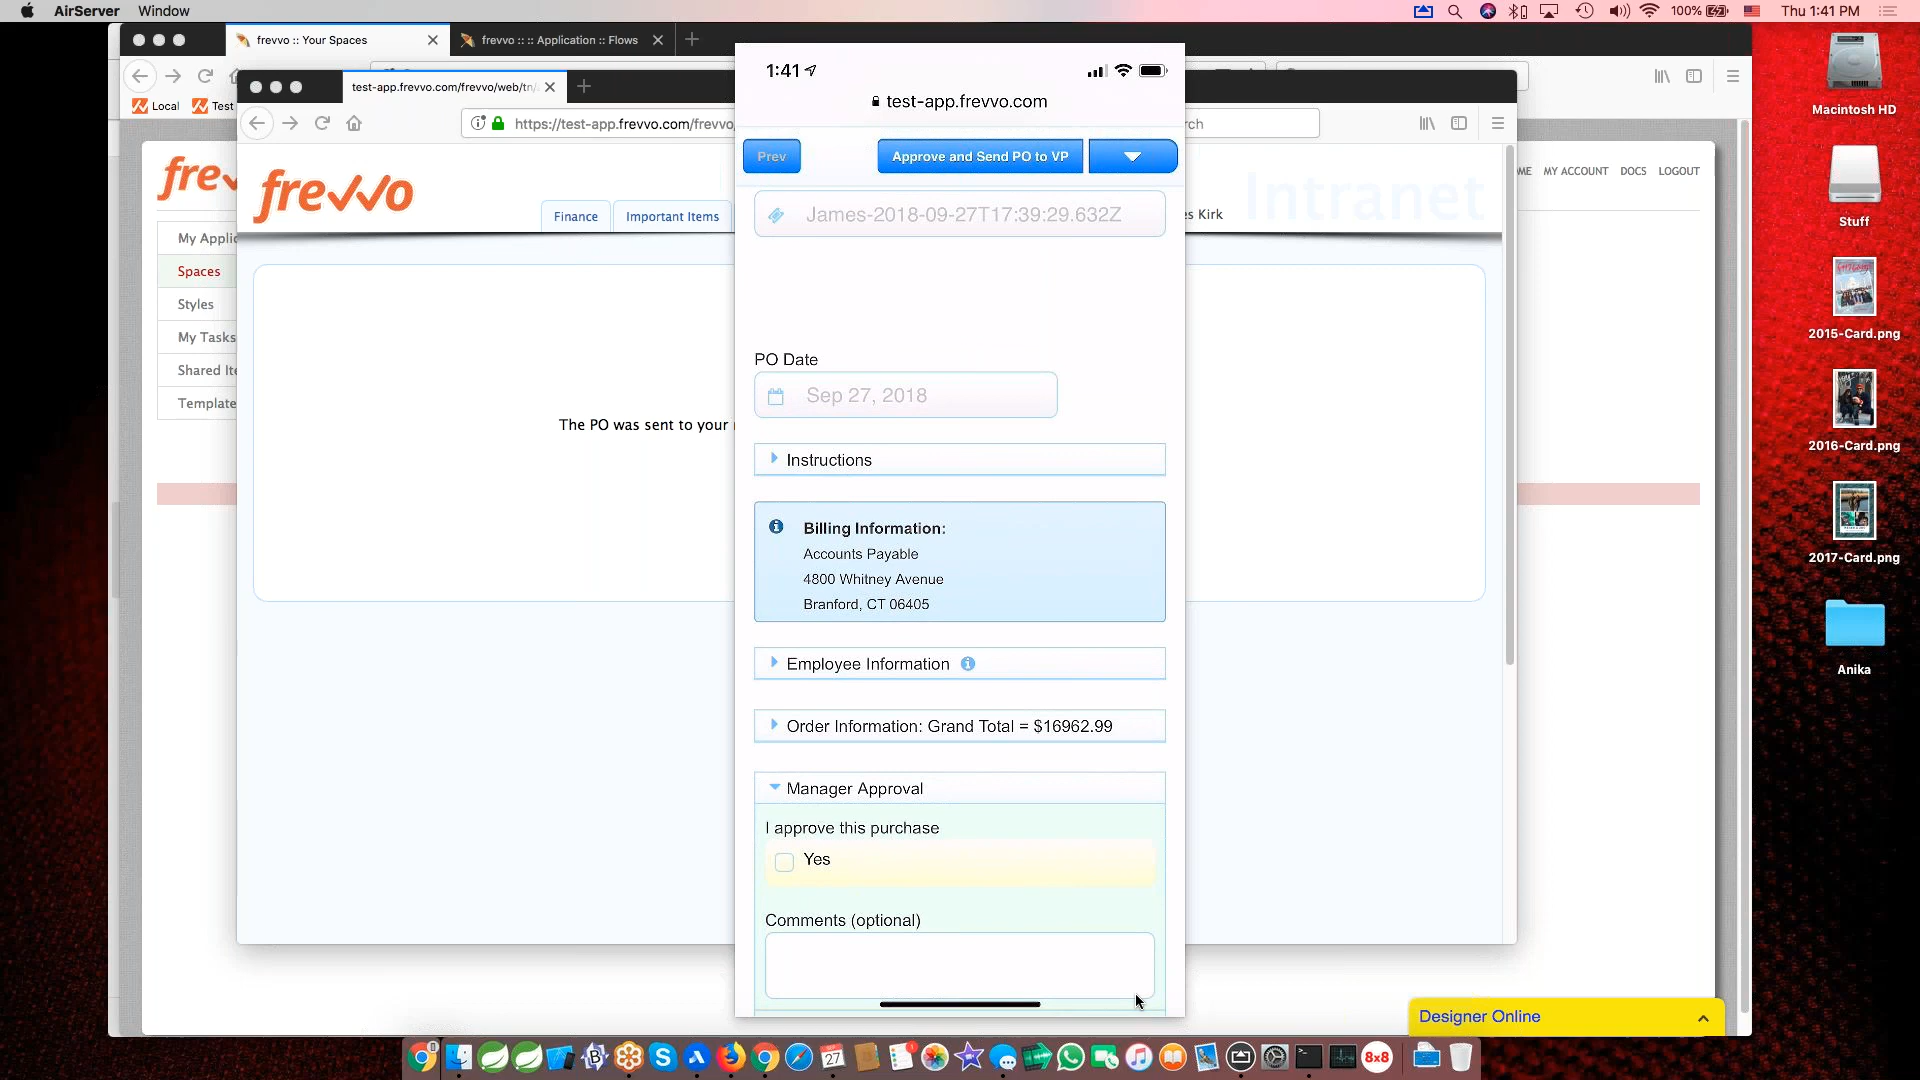 AirServer Window
100%
Thu 1:41 PM
frevvo :: Your Spaces
frevvo :: :: Application :: Flows
Local
Test
test-app.frevvo.com/frevvo/web/tn/
https://test-app.frevvo.com/frevvo/
rch
MY ACCOUNT
DOCS
LOGOUT
frevvo
Finance
Important Items
es Kirk
Intranet
My Applic
Spaces
Styles
My Tasks
Shared Ite
Template
The PO was sent to your
1:41
test-app.frevvo.com
Prev
Approve and Send PO to VP
James-2018-09-27T17:39:29.632Z
PO Date
Sep 27, 2018
Instructions
Billing Information:
Accounts Payable
4800 Whitney Avenue
Branford, CT 06405
Employee Information
Order Information: Grand Total = $16962.99
Manager Approval
I approve this purchase
Yes
Comments (optional)
Macintosh HD
Stuff
2015-Card.png
2016-Card.png
2017-Card.png
Anika
Designer Online
27
8x8